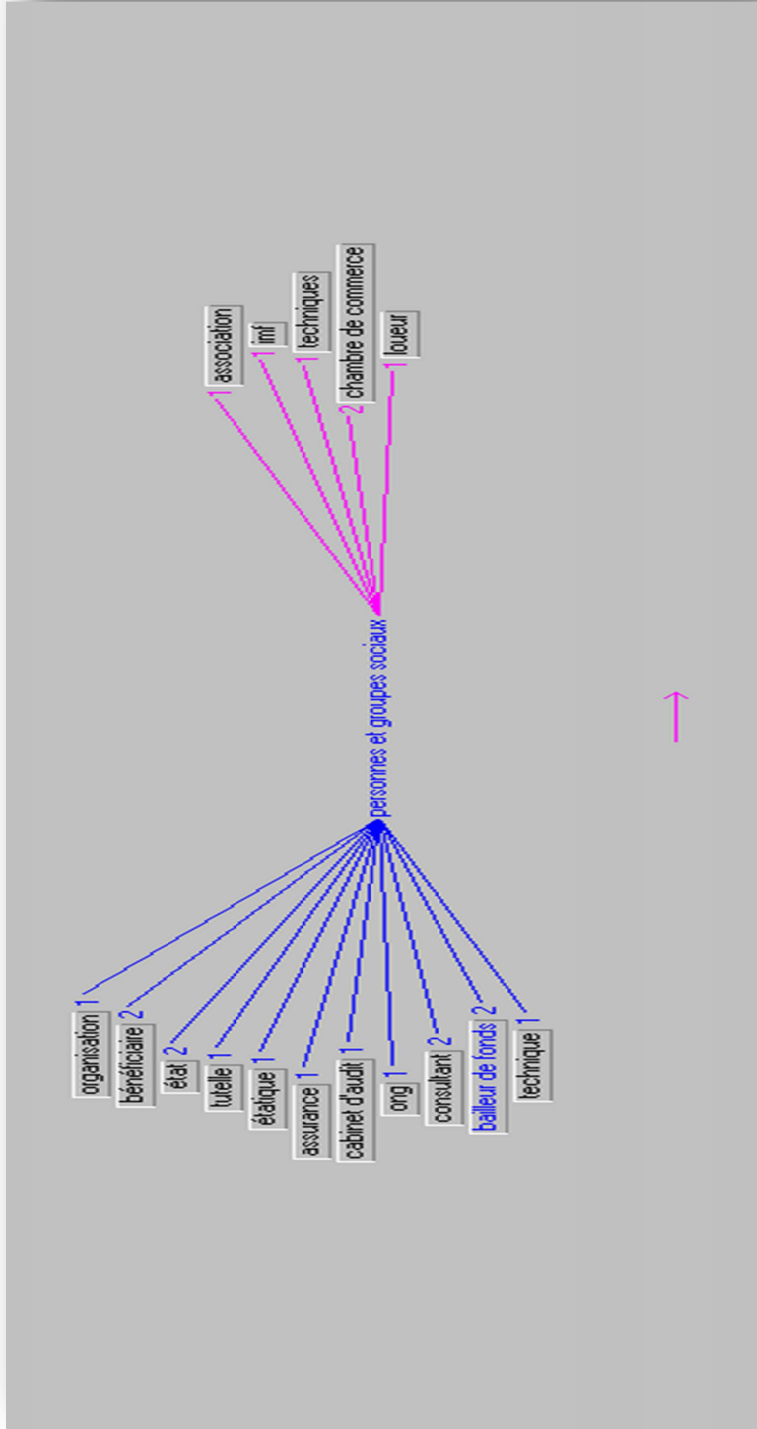 organisation 1
bénéficiaire 2
état 2
tutelle 1
étatique 1
assurance 1
cabinet d'audit 1
ong 1
consultant 2
bailleur de fonds 2
technique 1
personnes et groupes sociaux
1 association
1 imf
1 techniques
2 chambre de commerce
1 loueur